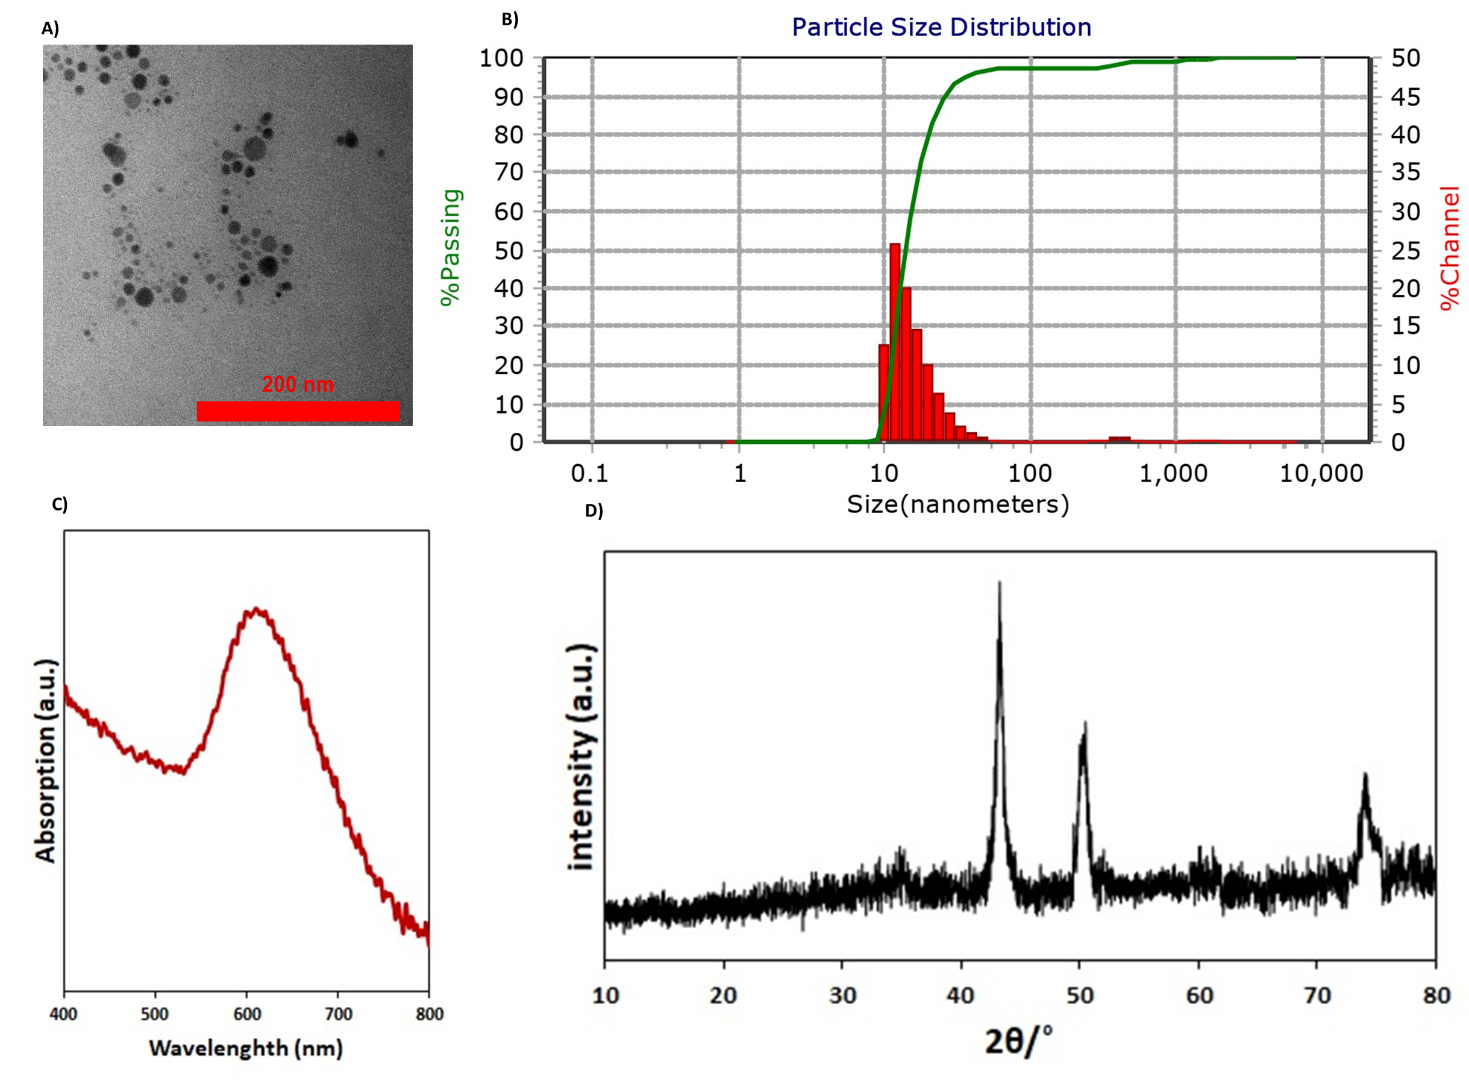 A)
200 nm
B)
Particle Size Distribution
%Passing
100
90
80
70
60
50
40
30
20
10
0
50
45
40
35
30
25
20
15
10
5
0
%Channel
0.1 1 10 100 1,000 10,000
Size(nanometers)
C)
Absorption (a.u.)
400 500 600 700 800
Wavelenghth (nm)
D)
intensity (a.u.)
10 20 30 40 50 60 70 80
2θ/°